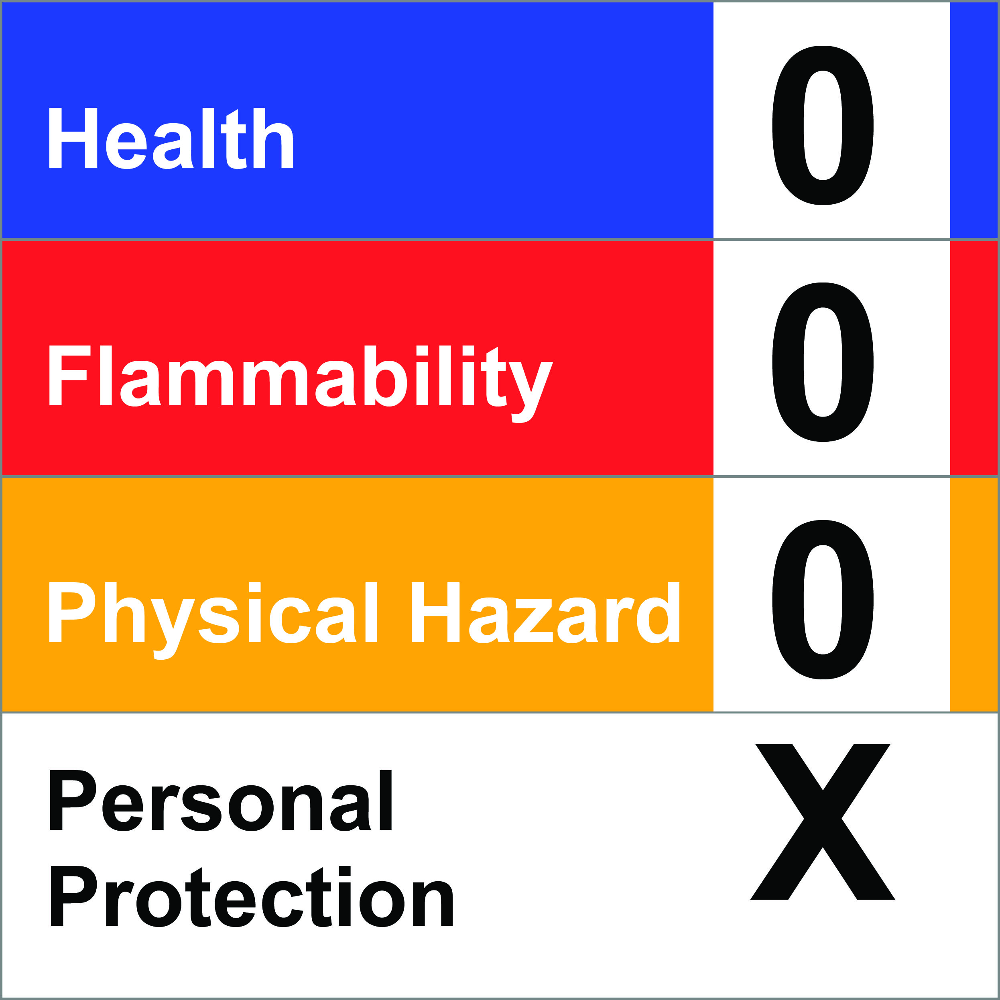 Health 0
Flammability 0
Physical Hazard 0
Personal X
Protection